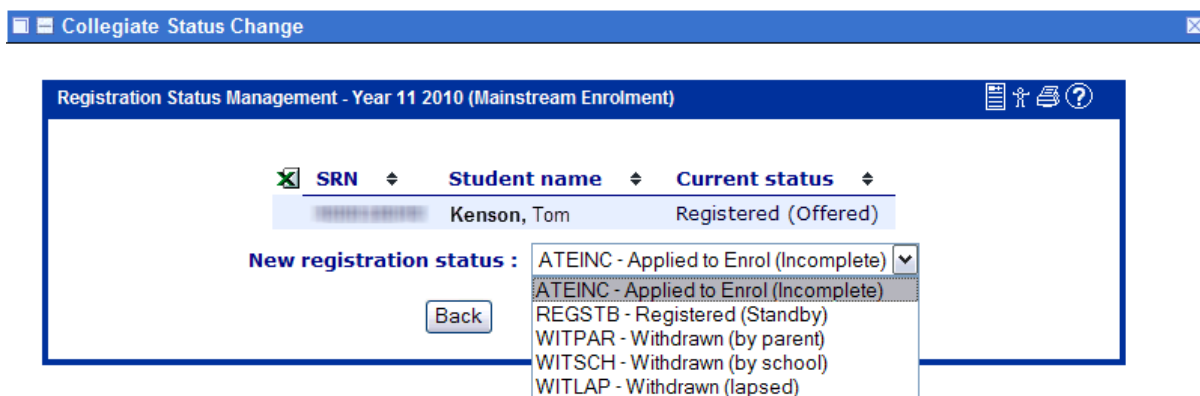 Collegiate Status Change
Registration Status Management - Year 11 2010 (Mainstream Enrolment)
SRN Student name Current status
Kenson, Tom Registered (Offered)
New registration status : ATEINC - Applied to Enrol (Incomplete)
ATEINC - Applied to Enrol (Incomplete)
Back
REGSTB - Registered (Standby)
WITPAR - Withdrawn (by parent)
WITSCH - Withdrawn (by school)
WITLAP - Withdrawn (lapsed)